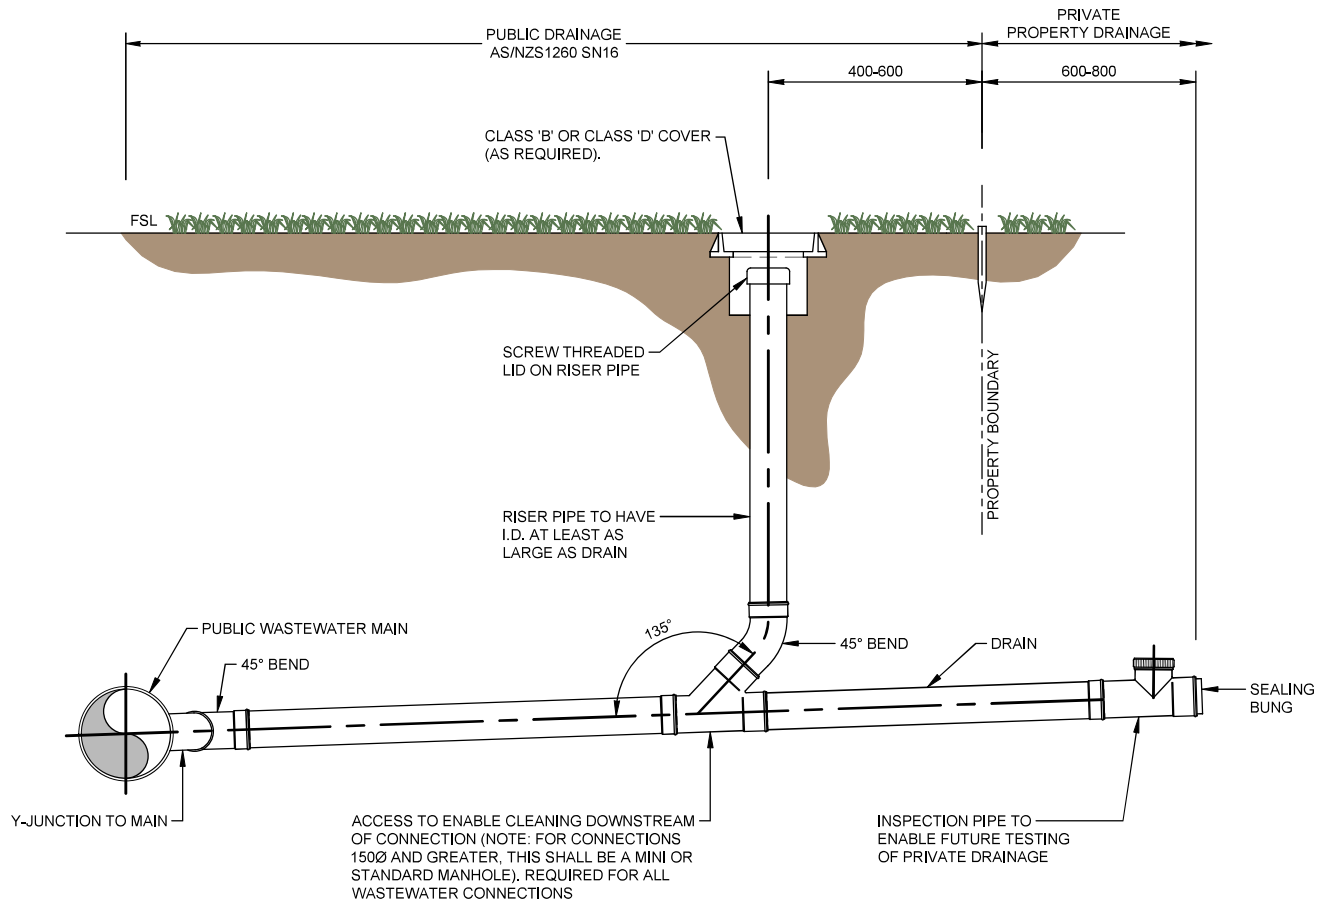 PRIVATE
PROPERTY DRAINAGE
PUBLIC DRAINAGE
AS/NZS1260 SN16
400-600
600-800
CLASS 'B' OR CLASS 'D' COVER
(AS REQUIRED).
FSL
SCREW THREADED
LID ON RISER PIPE
PROPERTY BOUNDARY
RISER PIPE TO HAVE
I.D. AT LEAST AS
LARGE AS DRAIN
135°
PUBLIC WASTEWATER MAIN
45° BEND
45° BEND
DRAIN
SEALING
BUNG
Y-JUNCTION TO MAIN
ACCESS TO ENABLE CLEANING DOWNSTREAM
OF CONNECTION (NOTE: FOR CONNECTIONS
150Ø AND GREATER, THIS SHALL BE A MINI OR
STANDARD MANHOLE). REQUIRED FOR ALL
WASTEWATER CONNECTIONS
INSPECTION PIPE TO
ENABLE FUTURE TESTING
OF PRIVATE DRAINAGE